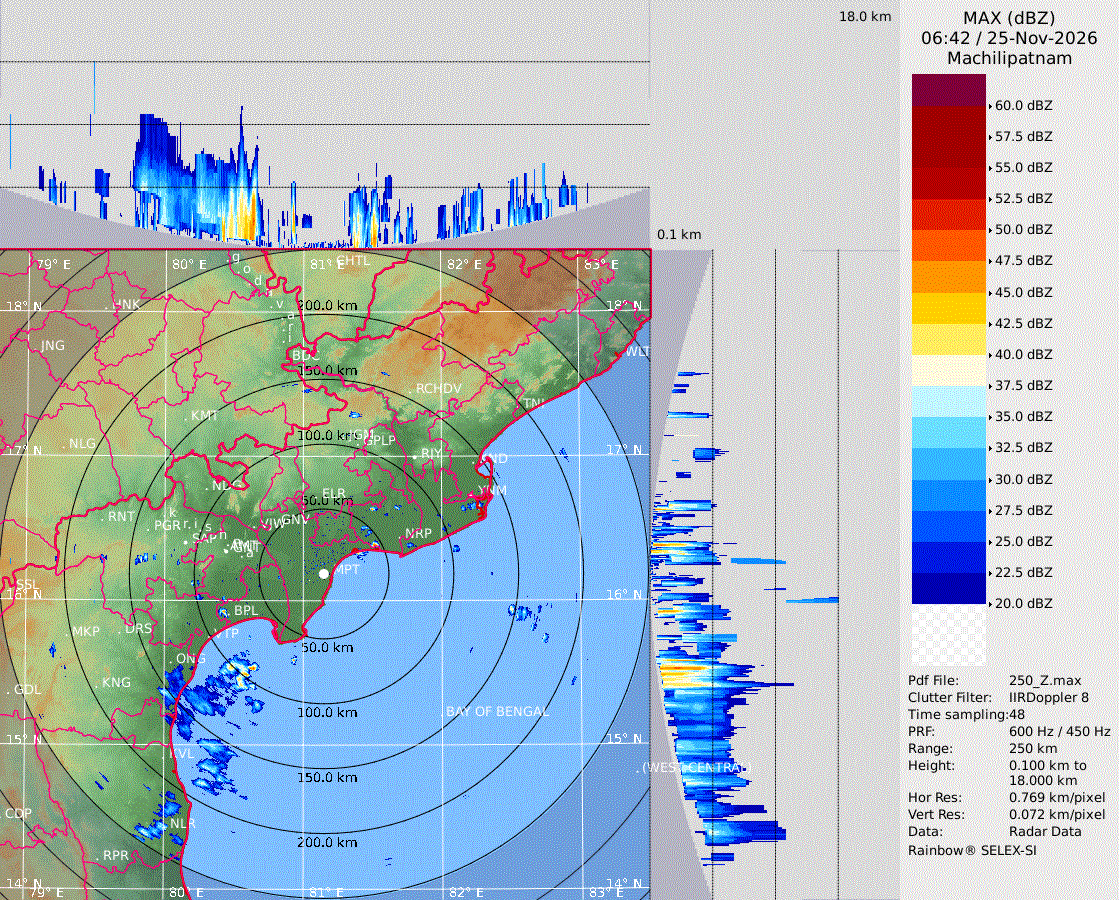 18.0 km
MAX (dBZ)
06:42 / 25-Nov-2026
Machilipatnam
60.0 dBZ
57.5 dBZ
55.0 dBZ
52.5 dBZ
50.0 dBZ
47.5 dBZ
45.0 dBZ
42.5 dBZ
40.0 dBZ
37.5 dBZ
35.0 dBZ
32.5 dBZ
30.0 dBZ
27.5 dBZ
25.0 dBZ
22.5 dBZ
20.0 dBZ
0.1 km
79° E
80° E
81° E
CHTL
82° E
83° E
18° N
HNK
200.0 km
18° N
JNG
BDC
WLT
150.0 km
RCHDV
KMT
TNI
NLG
100.0 km
GPLP
17° N
RJY
17° N
ELR
YNM
50.0 km
RNT
PGR
VJW
GNV
NRP
MPT
16° N
16° N
BPL
MKP
DRS
ONG
50.0 km
GDL
KNG
100.0 km
BAY OF BENGAL
15° N
15° N
KVL
(WEST CENTRAL
150.0 km
CDP
NLR
200.0 km
RPR
14° N
79° E
80° E
81° E
82° E
83° E
14° N
Pdf File: 250_Z.max
Clutter Filter: IIRDoppler 8
Time sampling:48
PRF: 600 Hz / 450 Hz
Range: 250 km
Height: 0.100 km to
18.000 km
Hor Res: 0.769 km/pixel
Vert Res: 0.072 km/pixel
Data: Radar Data
Rainbow® SELEX-SI